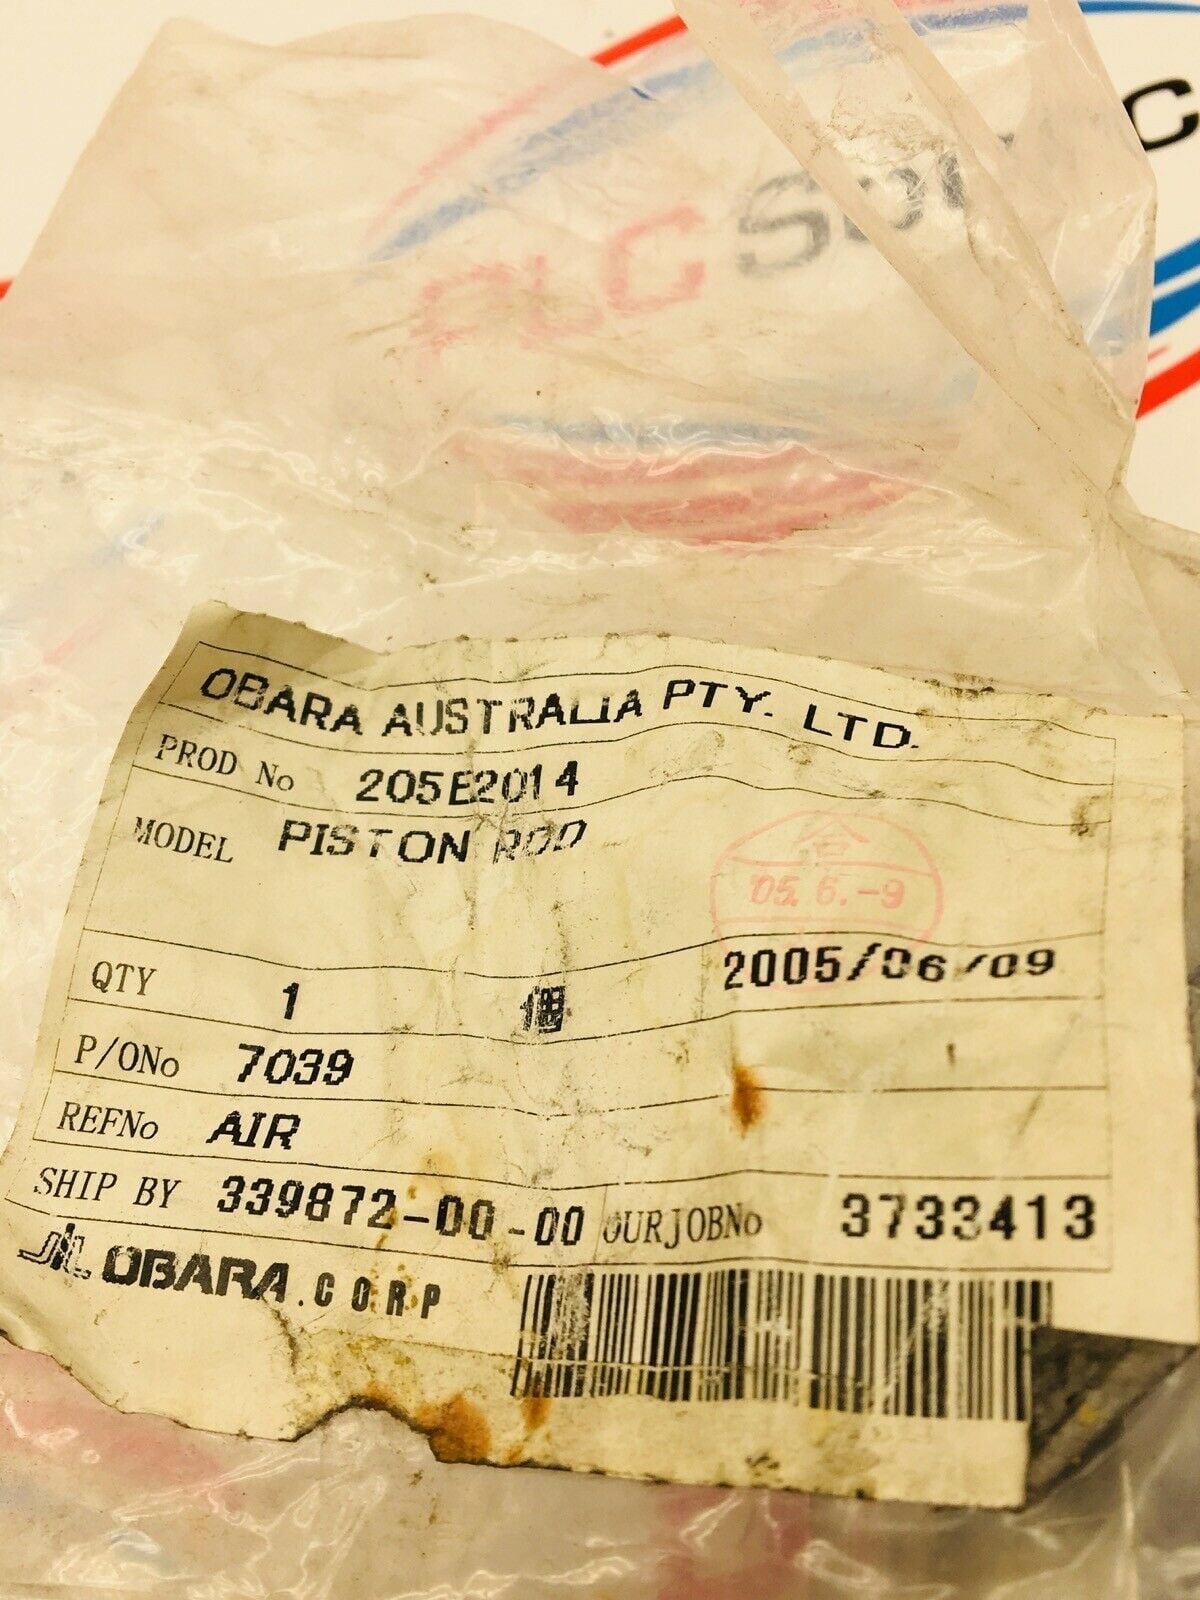 C
PLC
OBARA AUSTRALIA PTY. LTD.
PROD No 205E2014
MODEL PISTON ROD
合
05. 6. -9
2005/06/09
QTY 1 個
P/ONo 7039
REFNo AIR
SHIP BY 339872-00-00 OURJOBNo 3733413
OBARA.CORP